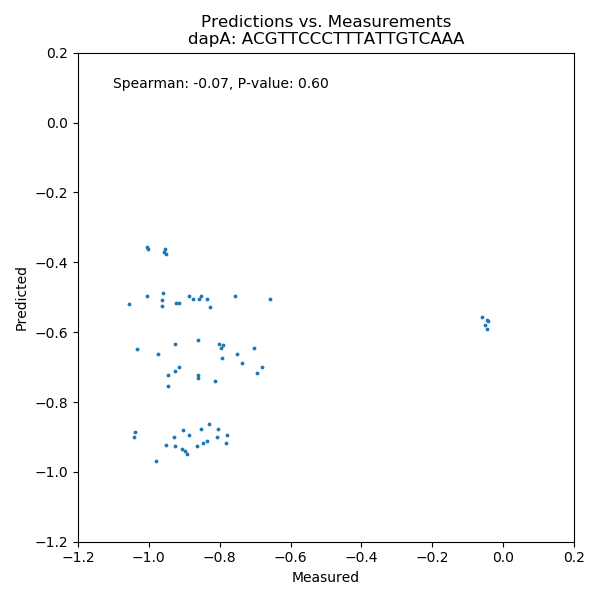 Predictions vs. Measurements
dapA: ACGTTCCCTTTATTGTCAAA
Spearman: -0.07, P-value: 0.60
0.2
0.0
−0.2
−0.4
−0.6
−0.8
−1.0
−1.2
Predicted
−1.2 −1.0 −0.8 −0.6 −0.4 −0.2 0.0 0.2
Measured